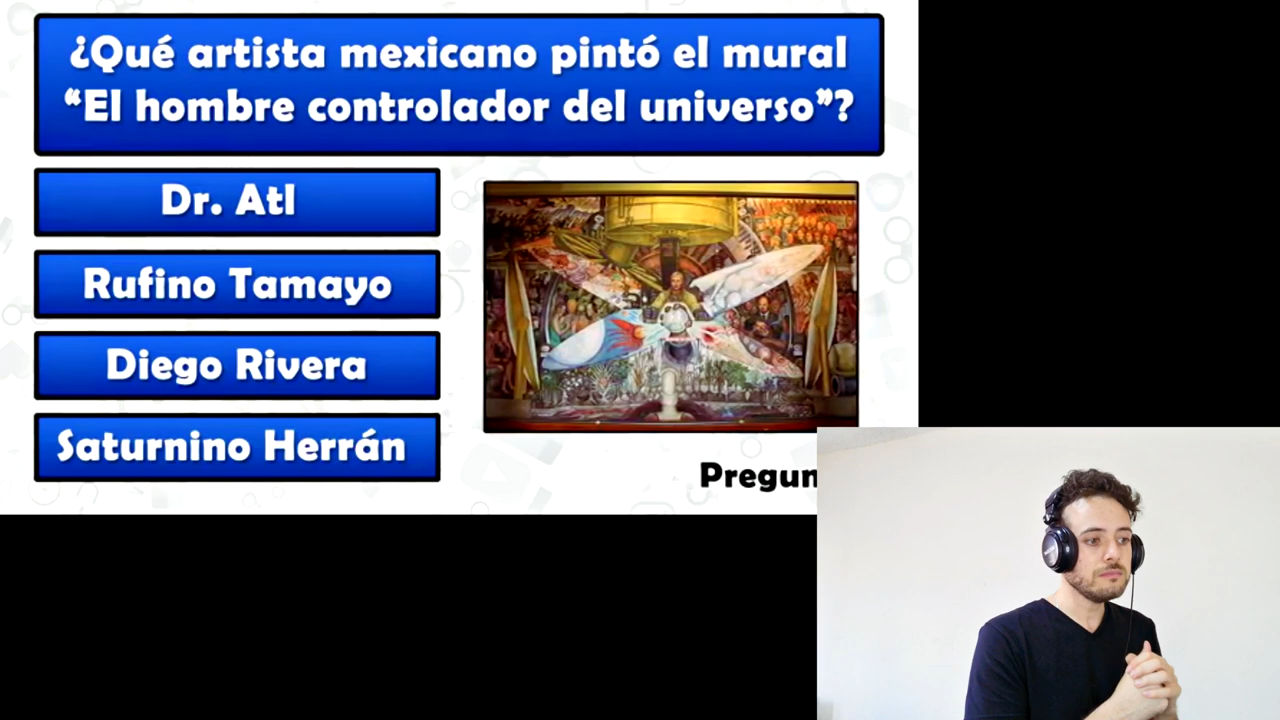 ¿Qué artista mexicano pintó el mural
“El hombre controlador del universo”?
Dr. Atl
Rufino Tamayo
Diego Rivera
Saturnino Herrán